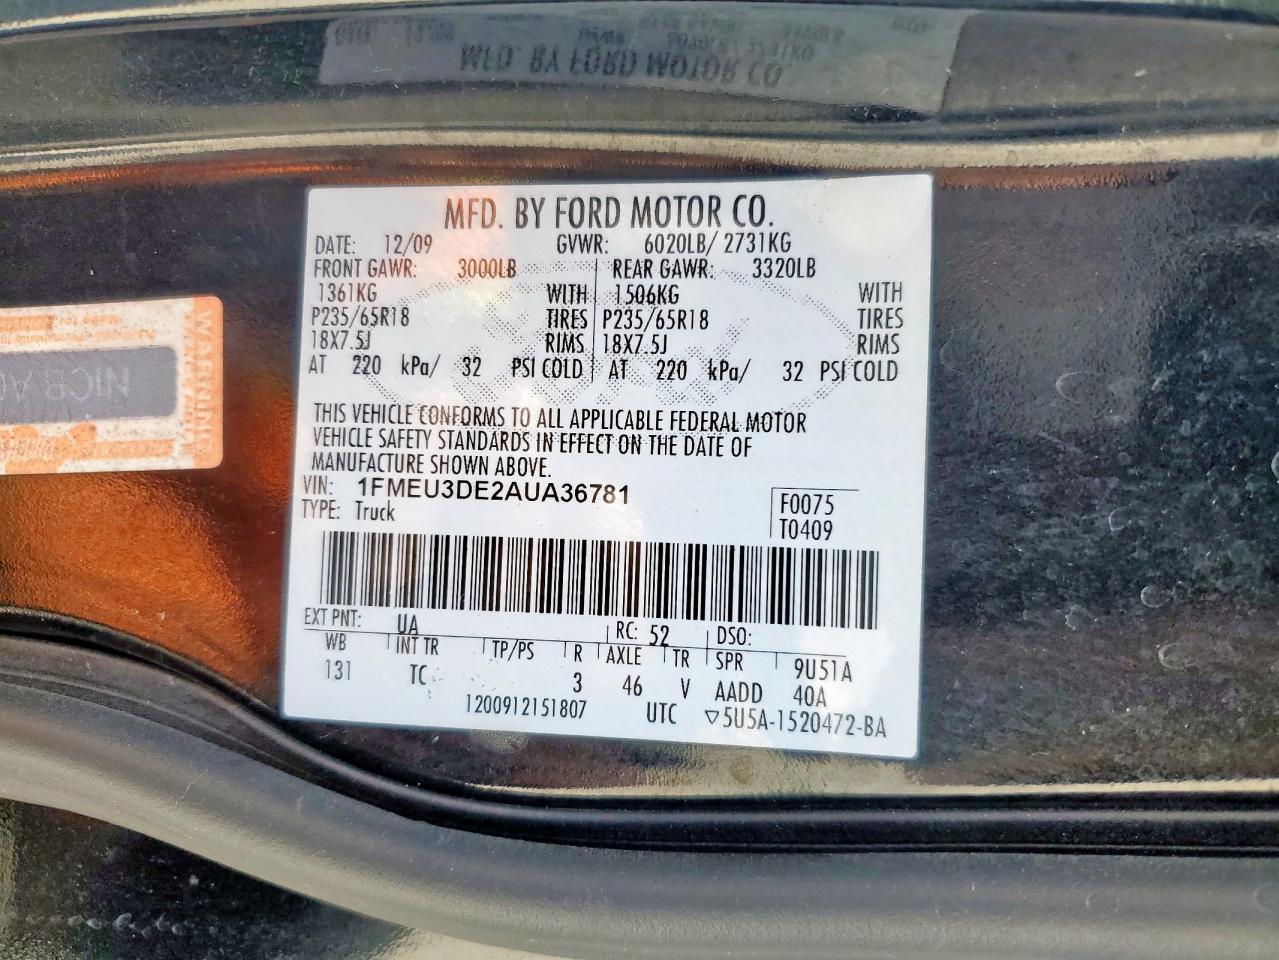 MFD. BY FORD MOTOR CO.
MFD. BY FORD MOTOR CO.
DATE: 12/09 GVWR: 6020LB/ 2731KG
FRONT GAWR: 3000LB REAR GAWR: 3320LB
1361KG WITH 1506KG WITH
P235/65R18 TIRES P235/65R18 TIRES
18X7.5J RIMS 18X7.5J RIMS
AT 220 kPa/ 32 PSI COLD AT 220 kPa/ 32 PSI COLD
THIS VEHICLE CONFORMS TO ALL APPLICABLE FEDERAL MOTOR
VEHICLE SAFETY STANDARDS IN EFFECT ON THE DATE OF
MANUFACTURE SHOWN ABOVE.
VIN: 1FMEU3DE2AUA36781
TYPE: Truck
F0075
T0409
EXT PNT: UA RC: 52 DSO:
WB INT TR TP/PS R AXLE TR SPR 9U51A
131 TC 3 46 V AADD 40A
1200912151807 UTC ▽5U5A-1520472-BA
WARNING
NICB